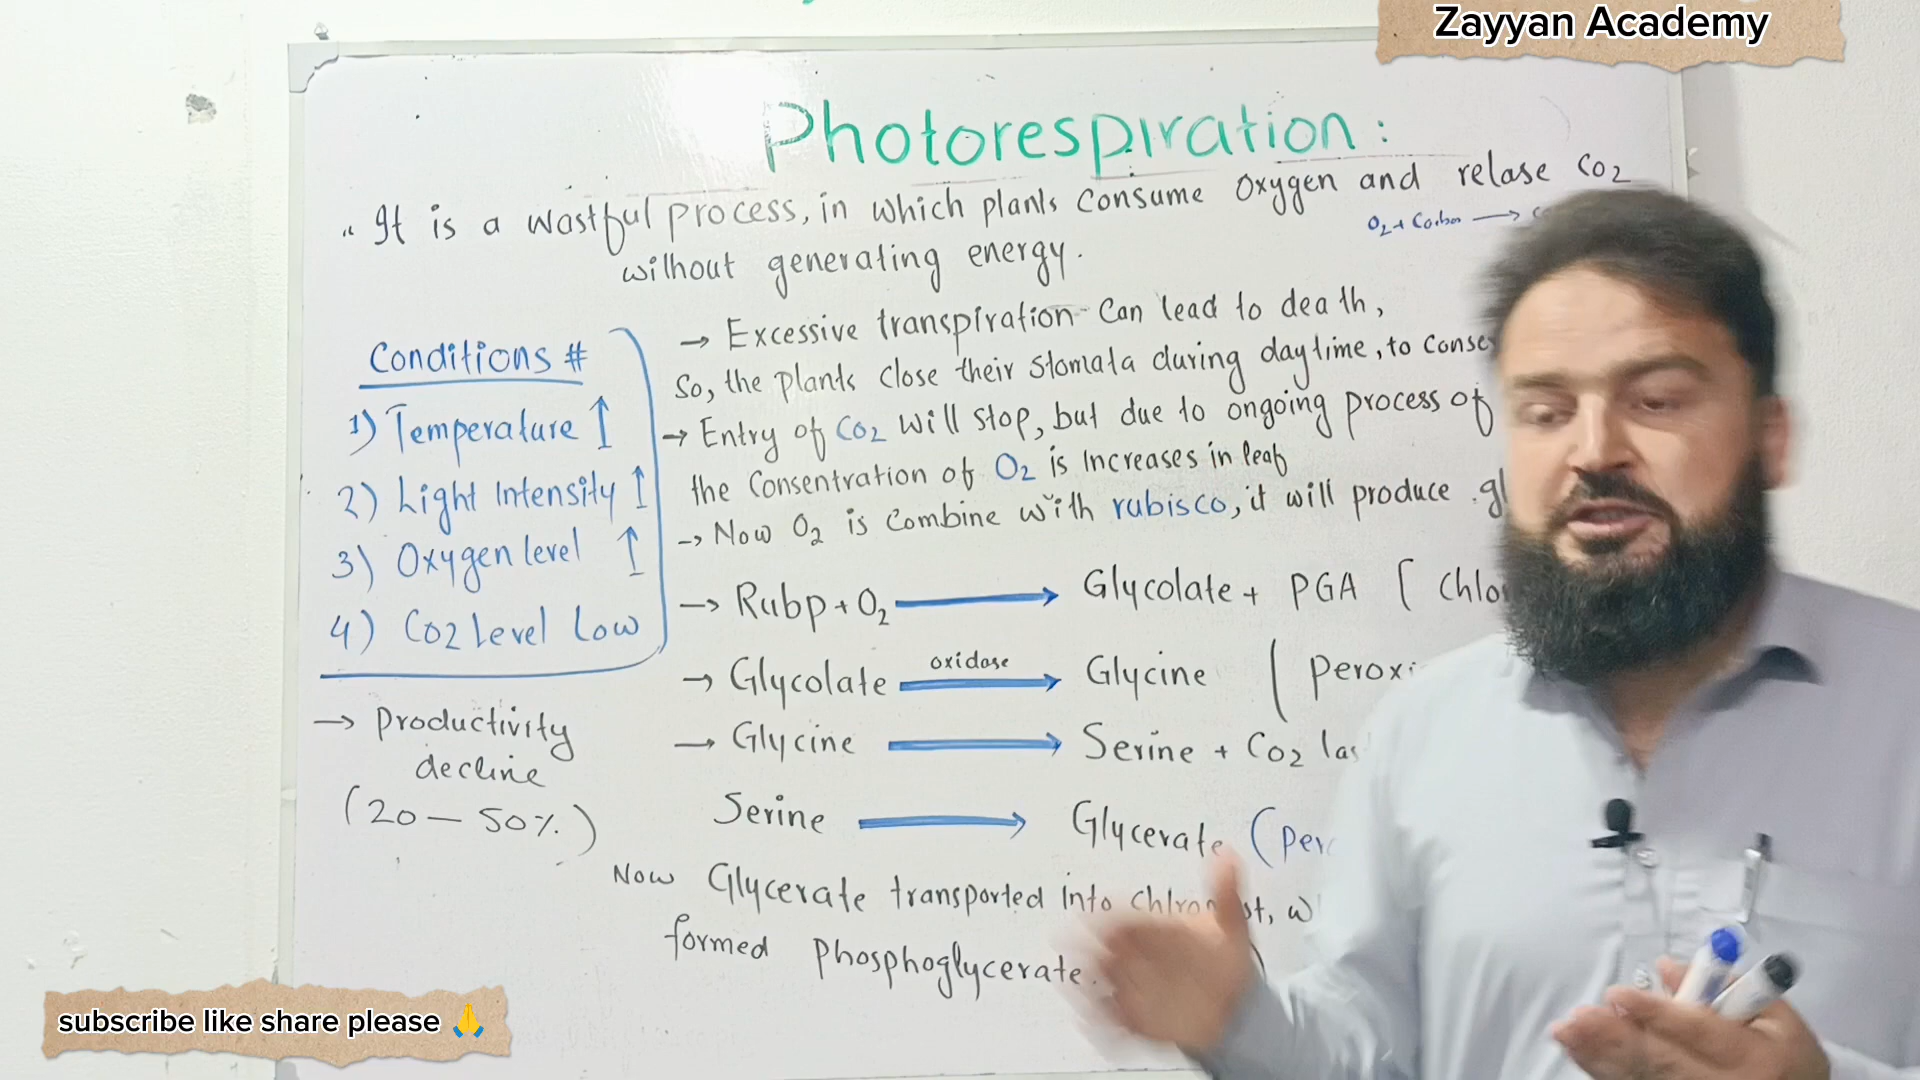 Zayyan Academy
Photorespiration:
" It is a wastful process, in which plants consume oxygen and relase CO2
O2 + Carbon →
without generating energy.
Conditions #
1) Temperature ↑
2) Light Intensity ↑
3) Oxygen level ↑
4) CO2 Level Low
→ Productivity
decline
(20 — 50%)
→ Excessive transpiration Can lead to death,
So, the plants close their stomata during daytime, to
→ Entry of CO2 will stop, but due to ongoing process of
the Consentration of O2 is increases in leaf
→ Now O2 is combine with rubisco, it will produce
→ Rubp + O2 → Glycolate + PGA [
→ Glycolate oxidase → Glycine (
→ Glycine → Serine + CO2
Serine → Glycerate (
Now Glycerate transported into
formed Phosphoglycerate.
subscribe like share please 🙏